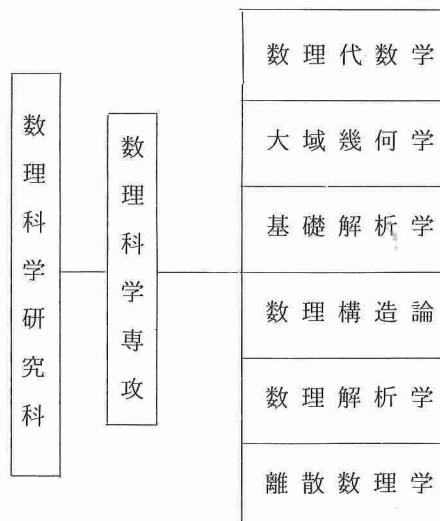 数理科学研究科
数理科学専攻
数理代数学
大域幾何学
基礎解析学
数理構造論
数理解析学
離散数理学